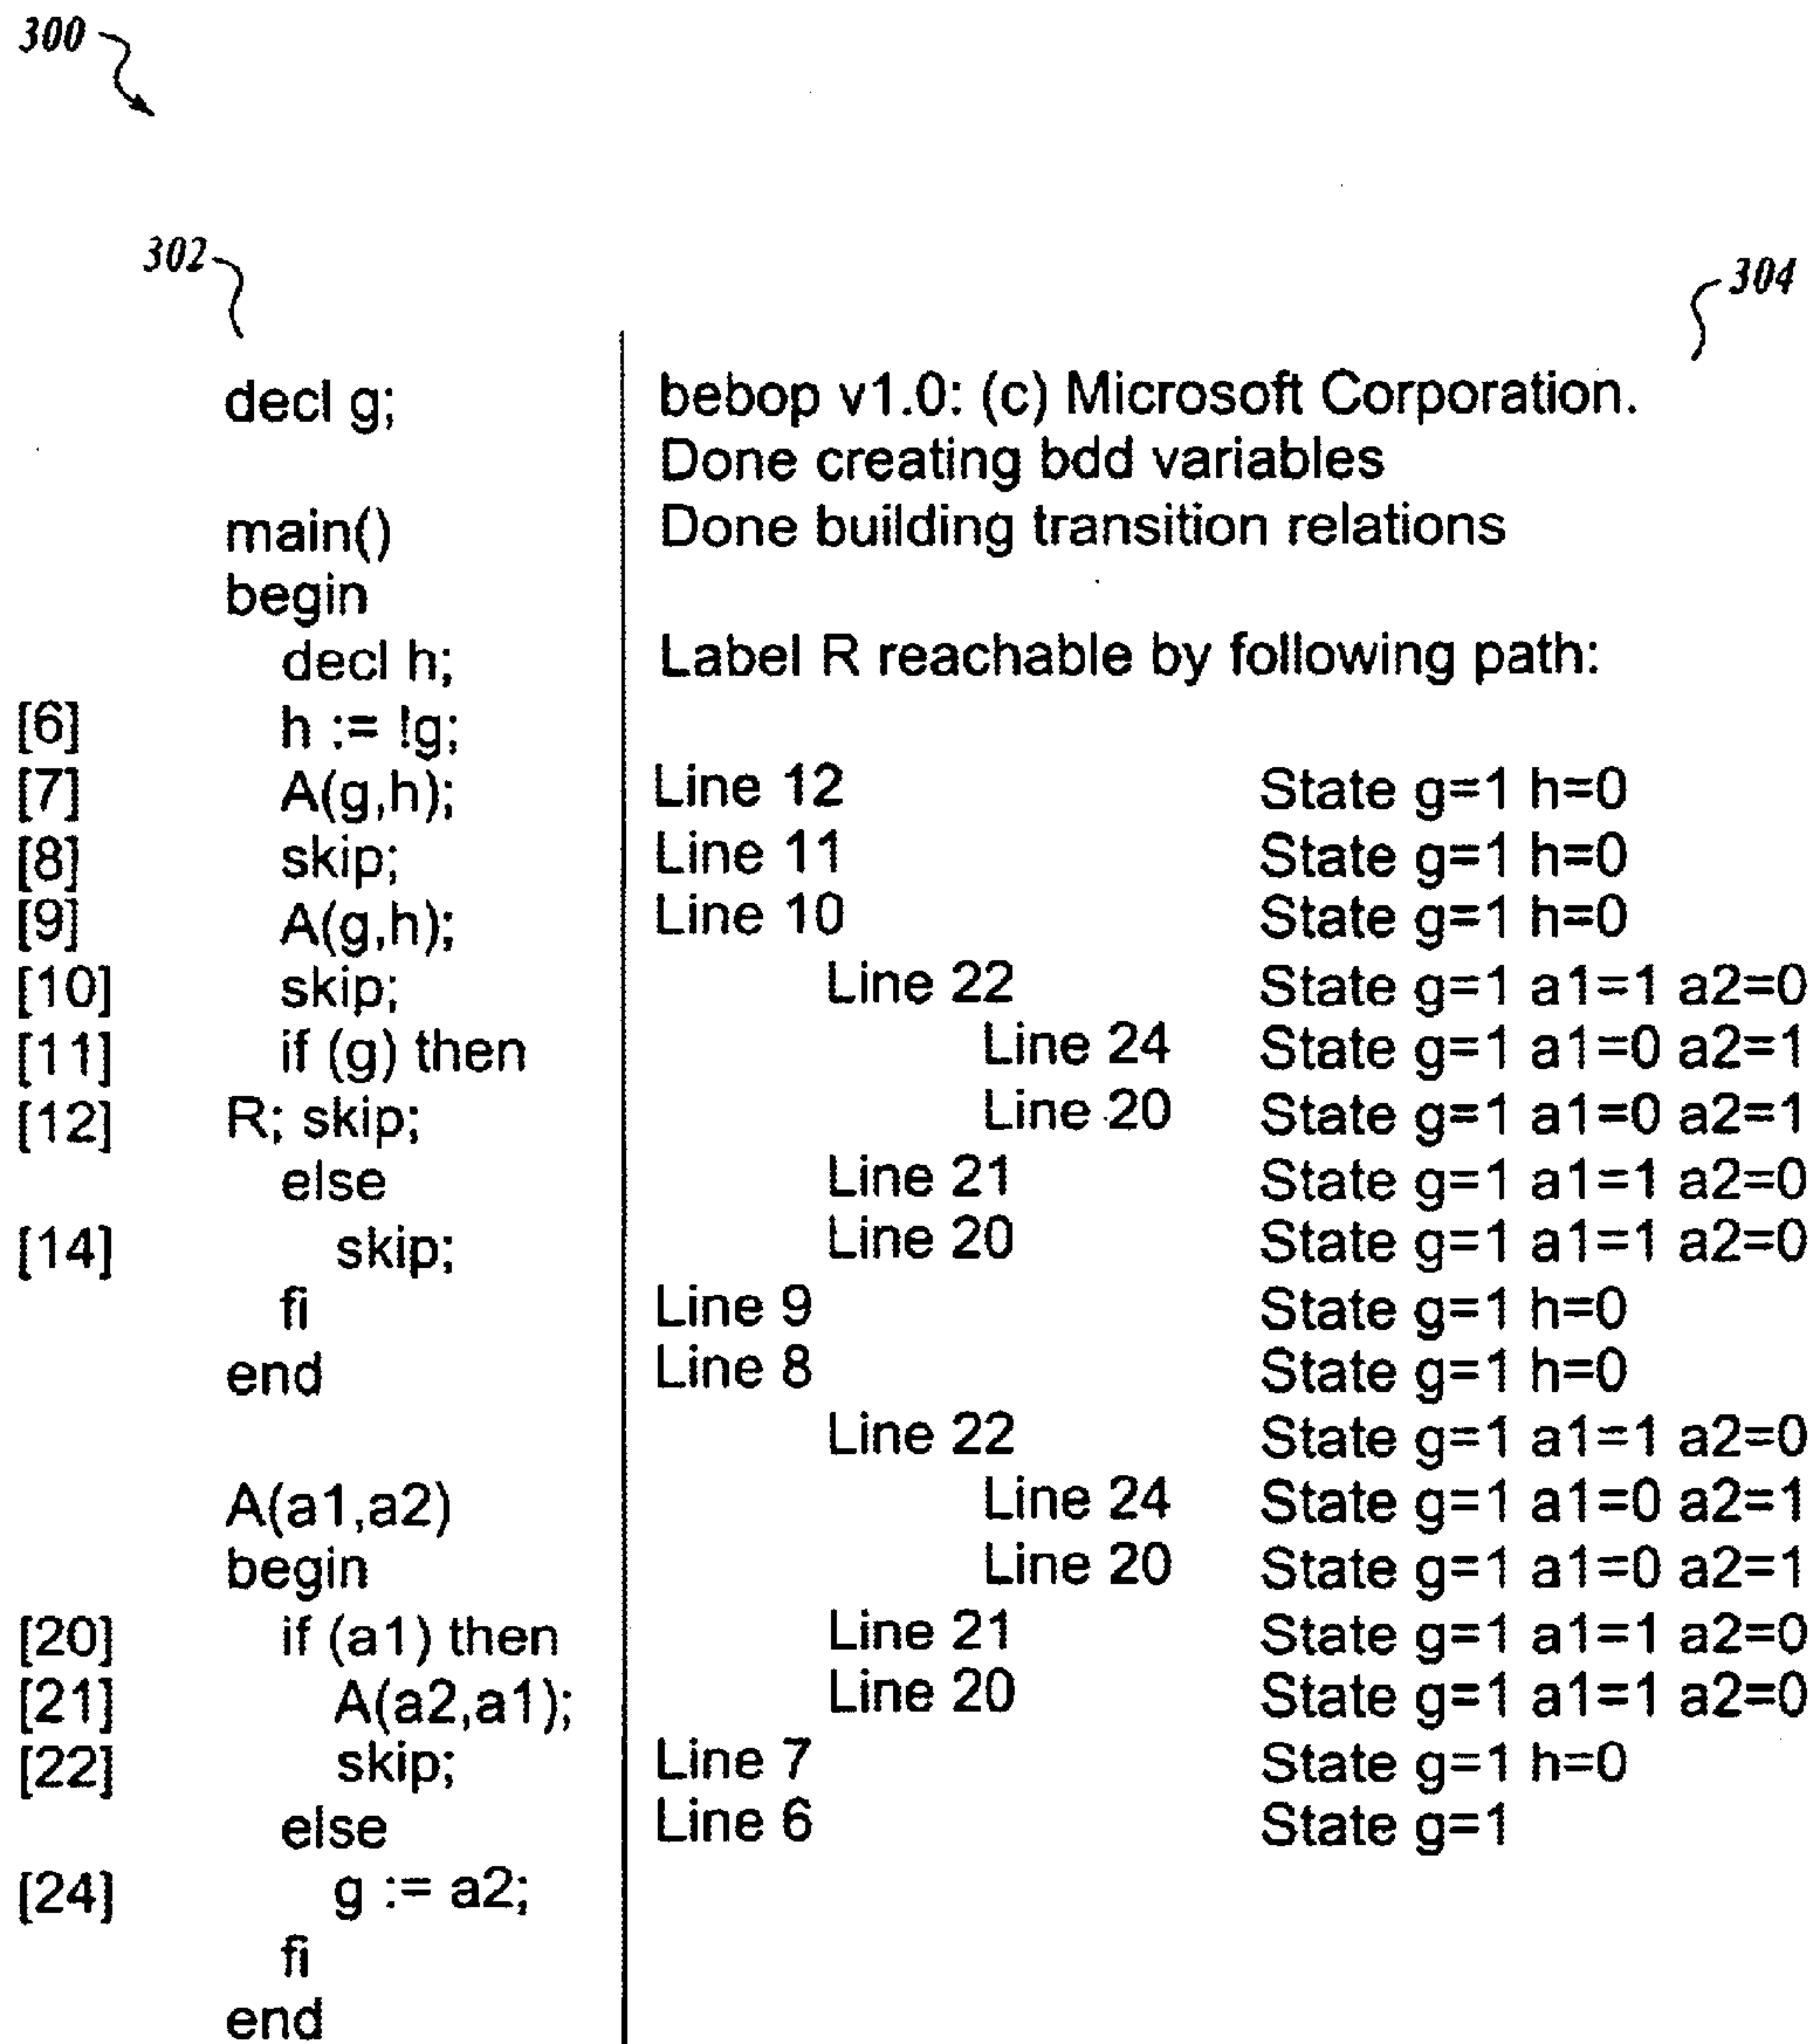 300
302
304
decl g;
main()
begin
decl h;
[6] h := !g;
[7] A(g,h);
[8] skip;
[9] A(g,h);
[10] skip;
[11] if (g) then
[12] R; skip;
else
[14] skip;
fi
end
A(a1,a2)
begin
[20] if (a1) then
[21] A(a2,a1);
[22] skip;
else
[24] g := a2;
fi
end
bebop v1.0: (c) Microsoft Corporation.
Done creating bdd variables
Done building transition relations
Label R reachable by following path:
Line 12 State g=1 h=0
Line 11 State g=1 h=0
Line 10 State g=1 h=0
Line 22 State g=1 a1=1 a2=0
Line 24 State g=1 a1=0 a2=1
Line 20 State g=1 a1=0 a2=1
Line 21 State g=1 a1=1 a2=0
Line 20 State g=1 a1=1 a2=0
Line 9 State g=1 h=0
Line 8 State g=1 h=0
Line 22 State g=1 a1=1 a2=0
Line 24 State g=1 a1=0 a2=1
Line 20 State g=1 a1=0 a2=1
Line 21 State g=1 a1=1 a2=0
Line 20 State g=1 a1=1 a2=0
Line 7 State g=1 h=0
Line 6 State g=1